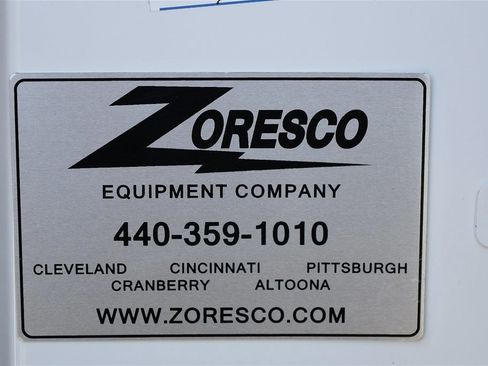 ZORESCO
EQUIPMENT COMPANY
440-359-1010
CLEVELAND CINCINNATI PITTSBURGH
CRANBERRY ALTOONA
WWW.ZORESCO.COM